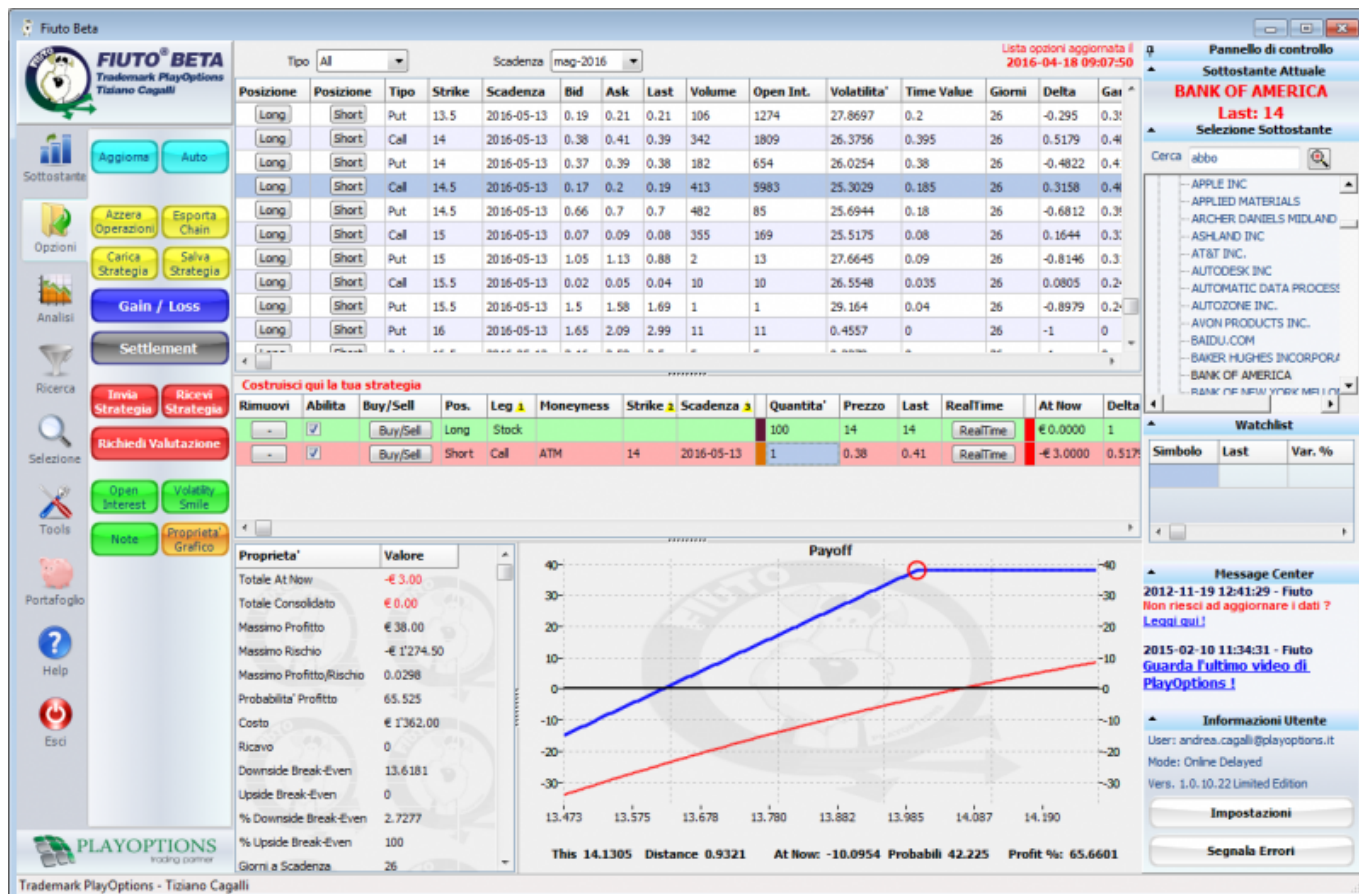 Fiuto Beta
FIUTO® BETA
Trademark PlayOptions
Tiziano Cagalli
Tipo All Scadenza mag-2016
Lista opzioni aggiornata il
2016-04-18 09:07:50
Posizione Posizione Tipo Strike Scadenza Bid Ask Last Volume Open Int. Volatilita' Time Value Giorni Delta
Long Short Put 13.5 2016-05-13 0.19 0.21 0.21 106 1274 27.8697 0.2 26 -0.295
Long Short Call 14 2016-05-13 0.38 0.41 0.39 342 1809 26.3756 0.395 26 0.5179
Long Short Put 14 2016-05-13 0.37 0.39 0.38 182 654 26.0254 0.38 26 -0.4822
Long Short Call 14.5 2016-05-13 0.17 0.2 0.19 413 5983 25.3029 0.185 26 0.3158
Long Short Put 14.5 2016-05-13 0.66 0.7 0.7 482 85 25.6944 0.18 26 -0.6812
Long Short Call 15 2016-05-13 0.07 0.09 0.08 355 169 25.5175 0.08 26 0.1644
Long Short Put 15 2016-05-13 1.05 1.13 0.88 2 13 27.6645 0.09 26 -0.8146
Long Short Call 15.5 2016-05-13 0.02 0.05 0.04 10 10 26.5548 0.035 26 0.0805
Long Short Put 15.5 2016-05-13 1.5 1.58 1.69 1 1 29.164 0.04 26 -0.8979
Long Short Put 16 2016-05-13 1.65 2.09 2.99 11 11 0.4557 0 26 -1 0
Sottostante
Opzioni
Analisi
Ricerca
Selezione
Tools
Portafoglio
Help
Esci
Aggiorna Auto
Azzera Operazioni
Esporta Chain
Carica Strategia
Salva Strategia
Gain / Loss
Settlement
Invia Strategia
Ricevi Strategia
Richiedi Valutazione
Open Interest
Volatility Smile
Note
Proprieta' Grafico
PLAYOPTIONS
trading partner
Costruisci qui la tua strategia
Rimuovi Abilita Buy/Sell Pos. Leg 1 Moneyness Strike 2 Scadenza 3 Quantita' Prezzo Last RealTime At Now Delta
- Buy/Sell Long Stock 100 14 14 RealTime € 0.0000 1
- Buy/Sell Short Call ATM 14 2016-05-13 1 0.38 0.41 RealTime -€ 3.0000
Proprieta' Valore
Totale At Now -€ 3.00
Totale Consolidato € 0.00
Massimo Profitto € 38.00
Massimo Rischio -€ 1'274.50
Massimo Profitto/Rischio 0.0298
Probabilita' Profitto 65.525
Costo € 1'362.00
Ricavo 0
Downside Break-Even 13.6181
Upside Break-Even 0
% Downside Break-Even 2.7277
% Upside Break-Even 100
Giorni a Scadenza 26
Payoff
40 40
30 30
20 20
10 10
0 0
-10 -10
-20 -20
-30 -30
13.473 13.575 13.678 13.780 13.882 13.985 14.087 14.190
This 14.1305 Distance 0.9321 At Now: -10.0954 Probabili 42.225 Profit %: 65.6601
Pannello di controllo
Sottostante Attuale
BANK OF AMERICA
Last: 14
Selezione Sottostante
Cerca abbo
APPLE INC
APPLIED MATERIALS
ARCHER DANIELS MIDLAND
ASHLAND INC
AT&T INC.
AUTODESK INC
AUTOMATIC DATA PROCESS
AUTOZONE INC.
AVON PRODUCTS INC.
BAIDU.COM
BAKER HUGHES INCORPORA
BANK OF AMERICA
BANK OF NEW YORK MELLO
Watchlist
Simbolo Last Var. %
Message Center
2012-11-19 12:41:29 - Fiuto
Non riesci ad aggiornare i dati ?
Leggi qui !
2015-02-10 11:34:31 - Fiuto
Guarda l'ultimo video di
PlayOptions !
Informazioni Utente
User: andrea.cagalli@playoptions.it
Mode: Online Delayed
Vers. 1.0.10.22 Limited Edition
Impostazioni
Segnala Errori
Trademark PlayOptions - Tiziano Cagalli